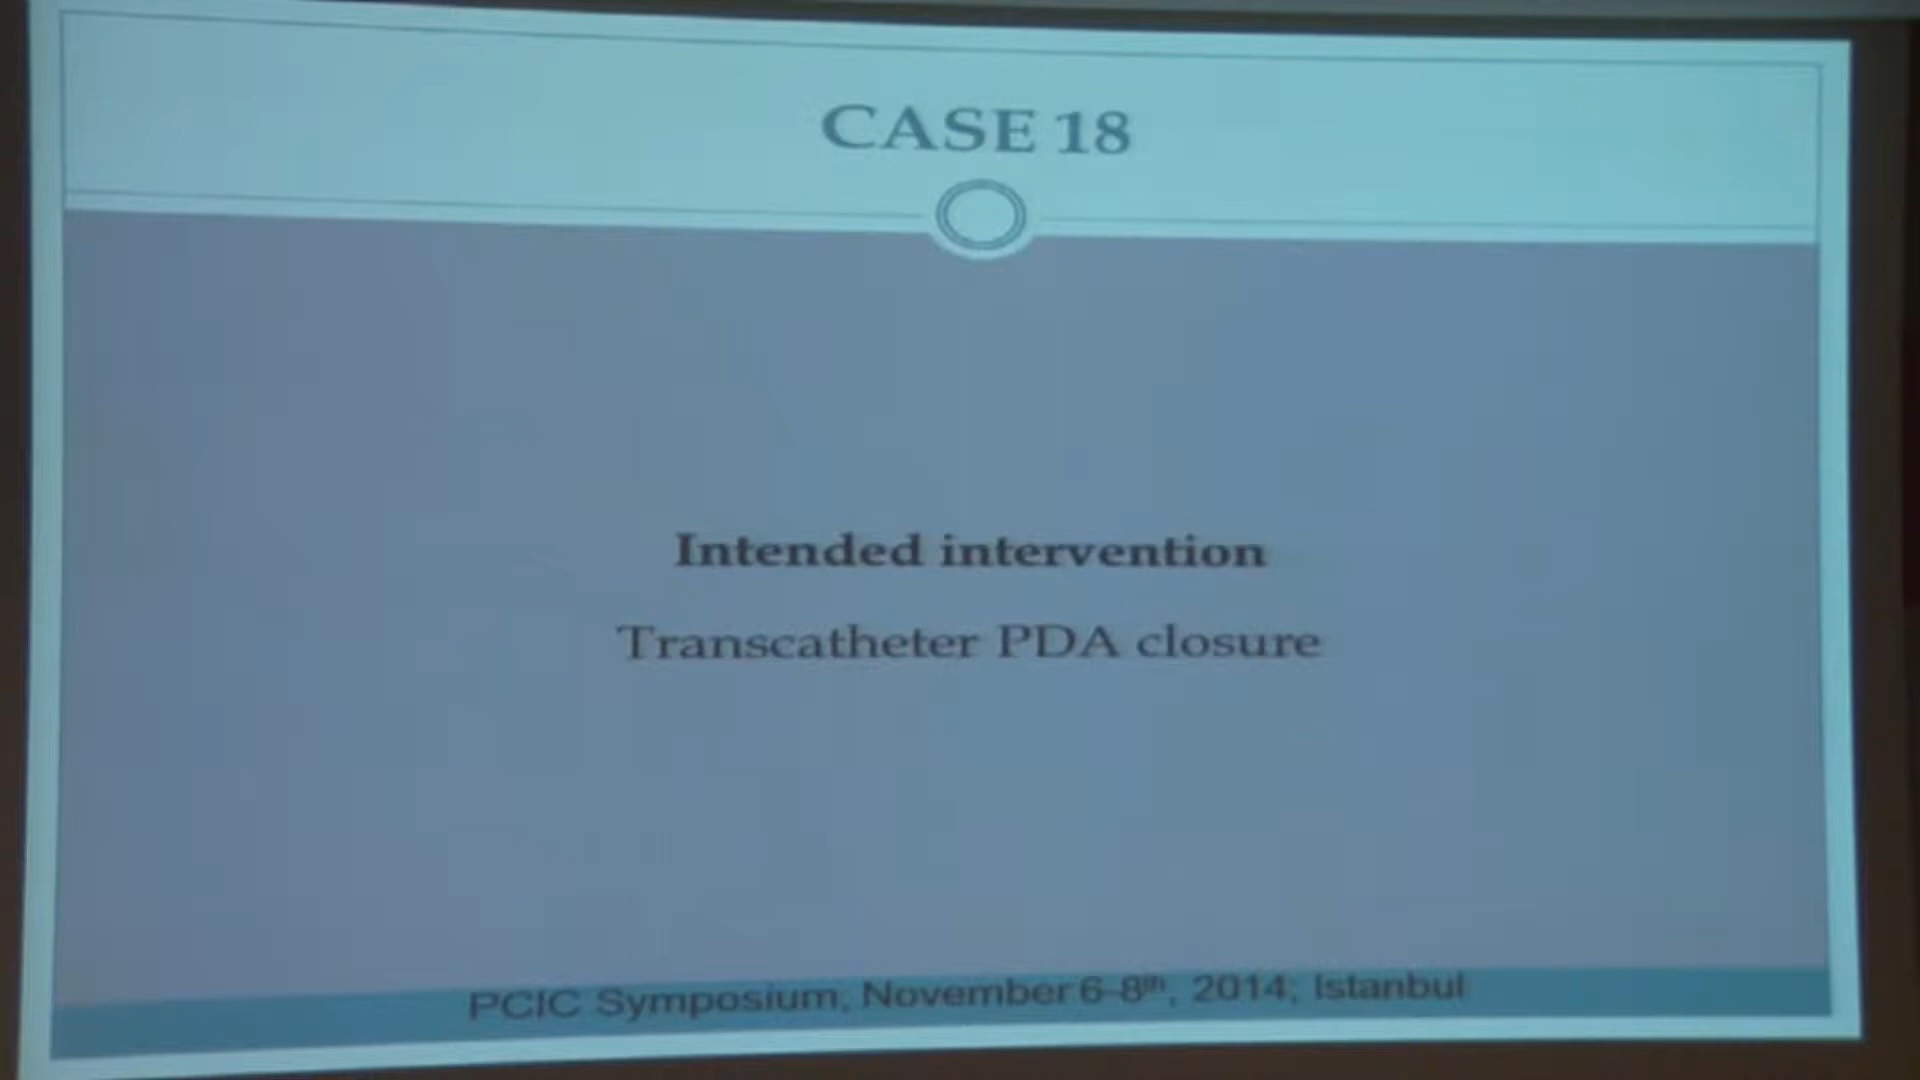 CASE 18
Intended intervention
Transcatheter PDA closure
PCIC Symposium, November 6-8th, 2014; Istanbul